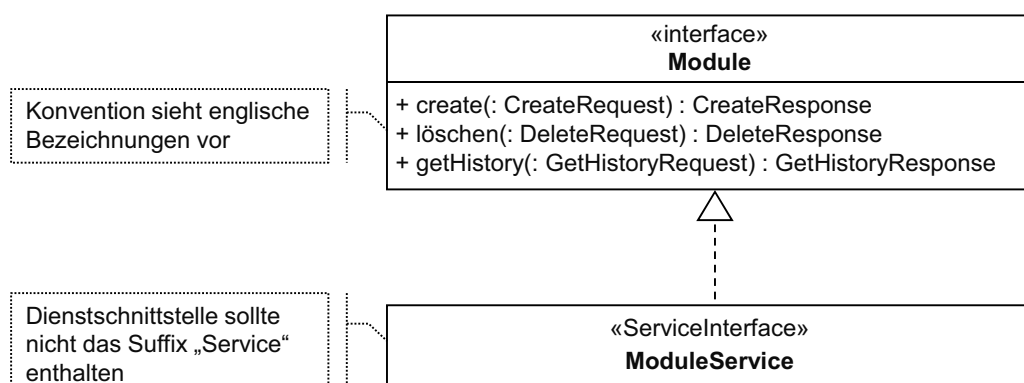 «interface»
Module
Konvention sieht englische
Bezeichnungen vor
+ create(: CreateRequest) : CreateResponse
+ löschen(: DeleteRequest) : DeleteResponse
+ getHistory(: GetHistoryRequest) : GetHistoryResponse
Dienstschnittstelle sollte
nicht das Suffix „Service“
enthalten
«ServiceInterface»
ModuleService